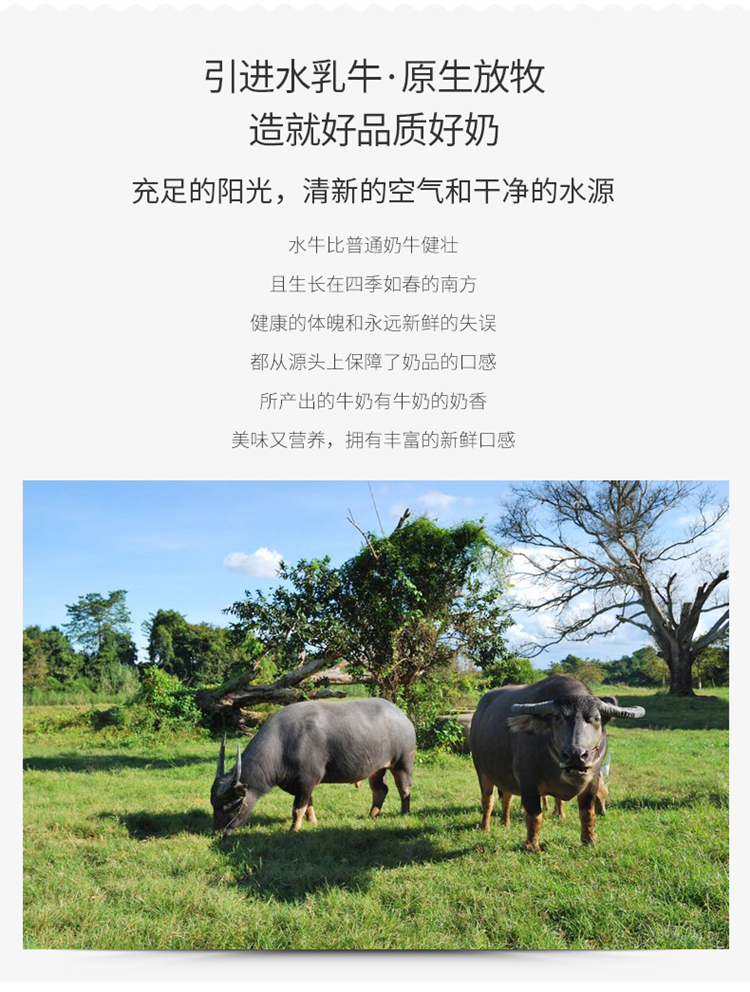 引进水乳牛·原生放牧
造就好品质好奶
充足的阳光，清新的空气和干净的水源
水牛比普通奶牛健壮
且生长在四季如春的南方
健康的体魄和永远新鲜的失误
都从源头上保障了奶品的口感
所产出的牛奶有牛奶的奶香
美味又营养，拥有丰富的新鲜口感